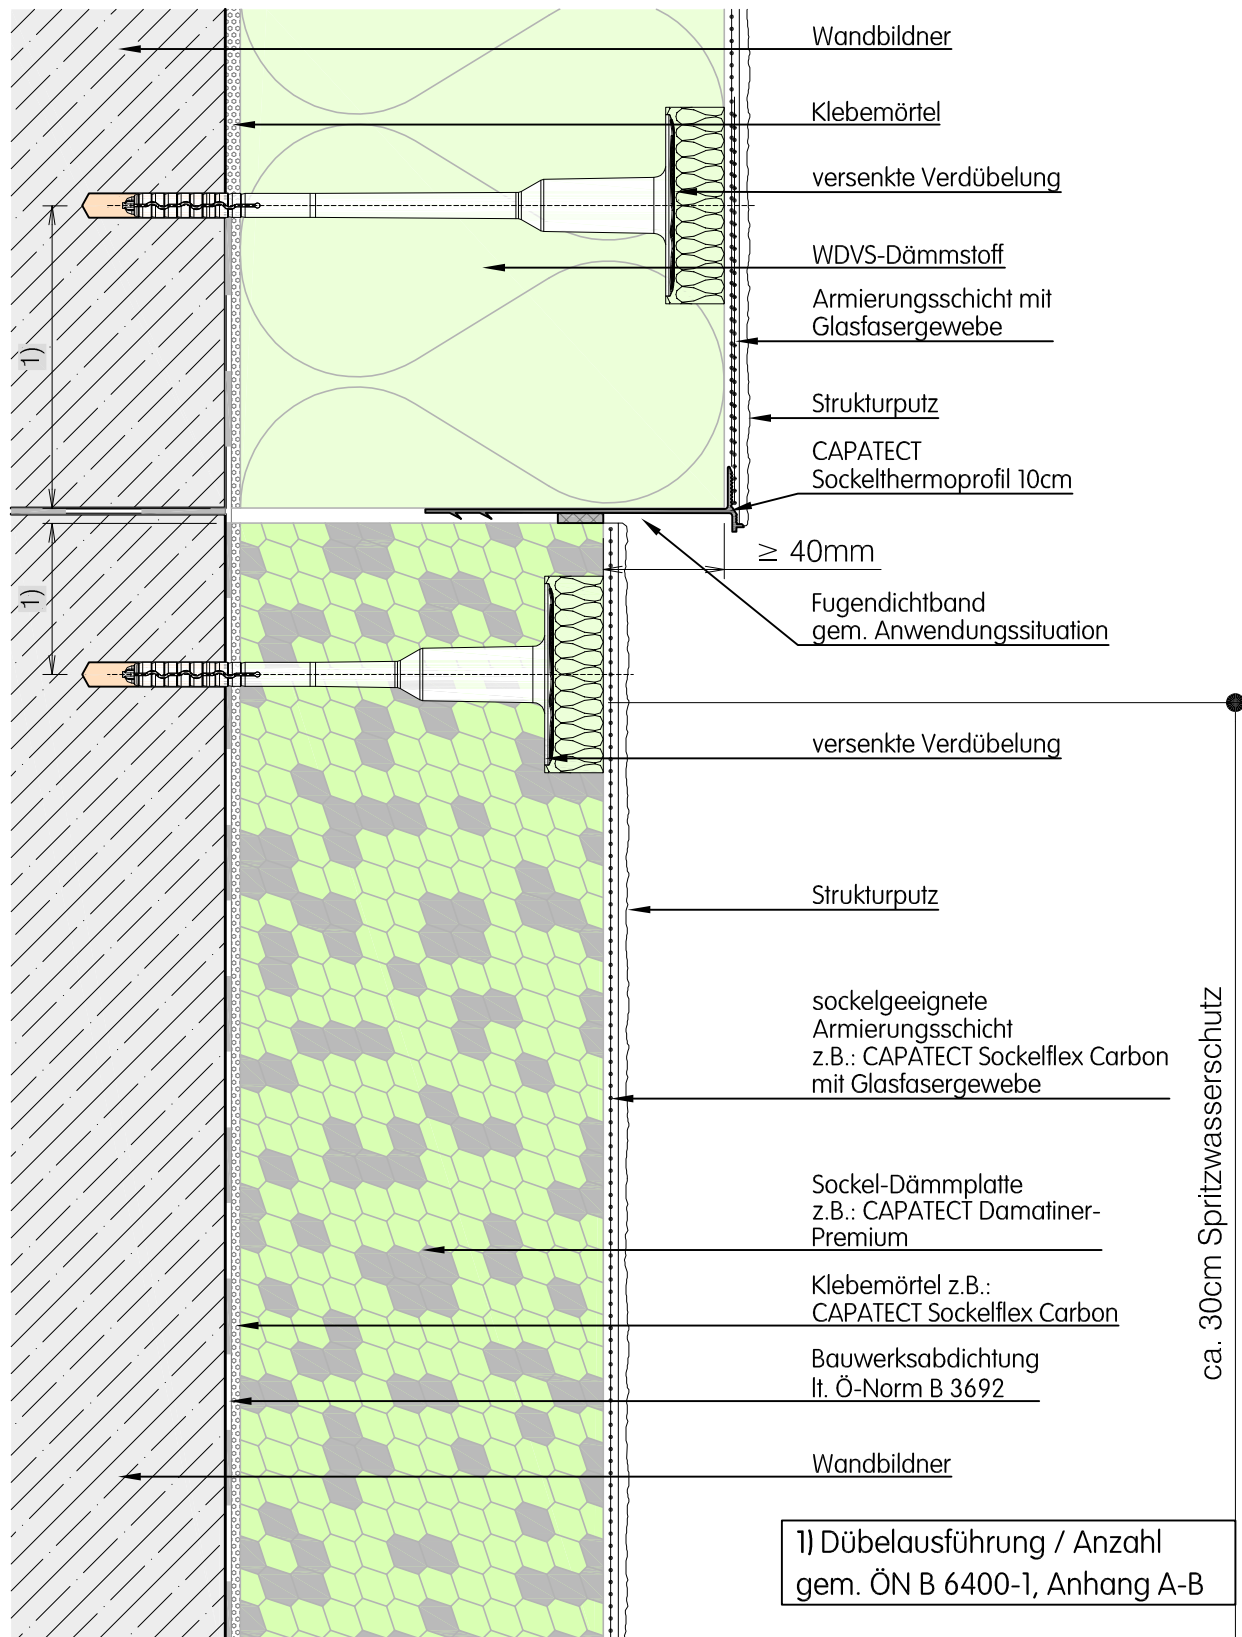 Wandbildner
Klebemörtel
versenkte Verdübelung
WDVS-Dämmstoff
Armierungsschicht mit
Glasfasergewebe
1)
Strukturputz
CAPATECT
Sockelthermoprofil 10cm
≥ 40mm
1)
Fugendichtband
gem. Anwendungssituation
versenkte Verdübelung
Strukturputz
sockelgeeignete
Armierungsschicht
z.B.: CAPATECT Sockelflex Carbon
mit Glasfasergewebe
ca. 30cm Spritzwasserschutz
Sockel-Dämmplatte
z.B.: CAPATECT Damatiner-
Premium
Klebemörtel z.B.:
CAPATECT Sockelflex Carbon
Bauwerksabdichtung
lt. Ö-Norm B 3692
Wandbildner
1) Dübelausführung / Anzahl
gem. ÖN B 6400-1, Anhang A-B